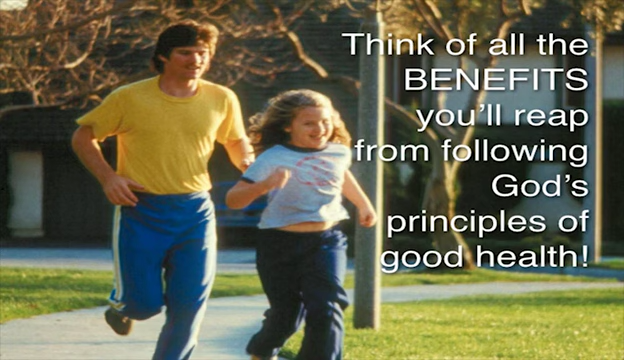 Think of all the
BENEFITS
you'll reap
from following
God's
principles of
good health!